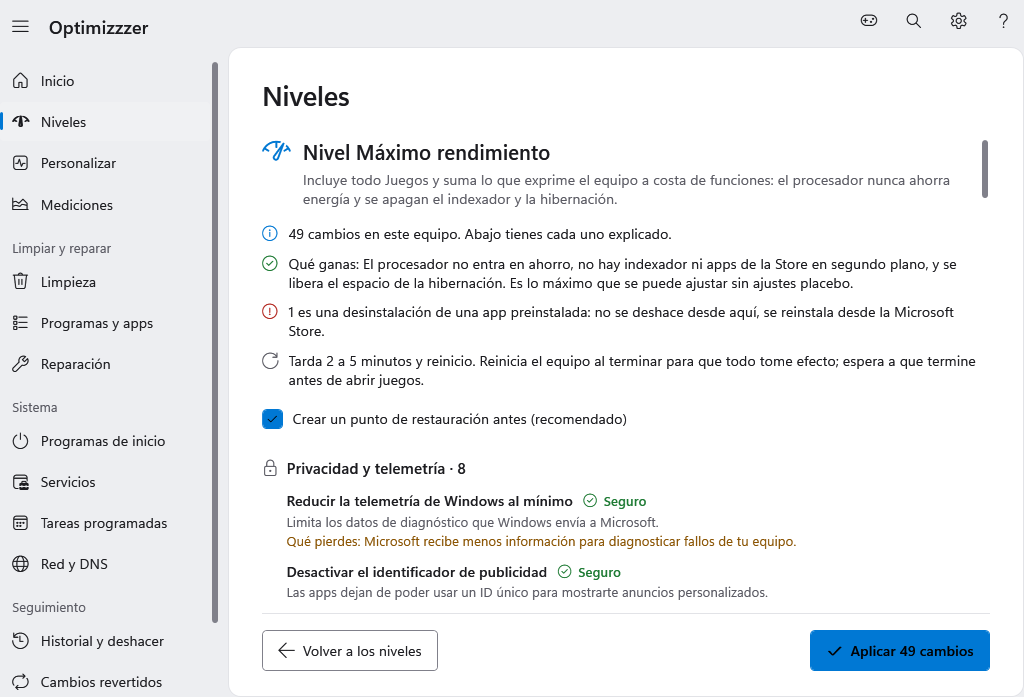 Optimizzzer
?
Inicio
Niveles
Personalizar
Mediciones
Limpiar y reparar
Limpieza
Programas y apps
Reparación
Sistema
Programas de inicio
Servicios
Tareas programadas
Red y DNS
Seguimiento
Historial y deshacer
Cambios revertidos
Niveles
Nivel Máximo rendimiento
Incluye todo Juegos y suma lo que exprime el equipo a costa de funciones: el procesador nunca ahorra
energía y se apagan el indexador y la hibernación.
49 cambios en este equipo. Abajo tienes cada uno explicado.
Qué ganas: El procesador no entra en ahorro, no hay indexador ni apps de la Store en segundo plano, y se
libera el espacio de la hibernación. Es lo máximo que se puede ajustar sin ajustes placebo.
1 es una desinstalación de una app preinstalada: no se deshace desde aquí, se reinstala desde la Microsoft
Store.
Tarda 2 a 5 minutos y reinicio. Reinicia el equipo al terminar para que todo tome efecto; espera a que termine
antes de abrir juegos.
Crear un punto de restauración antes (recomendado)
Privacidad y telemetría · 8
Reducir la telemetría de Windows al mínimo Seguro
Limita los datos de diagnóstico que Windows envía a Microsoft.
Qué pierdes: Microsoft recibe menos información para diagnosticar fallos de tu equipo.
Desactivar el identificador de publicidad Seguro
Las apps dejan de poder usar un ID único para mostrarte anuncios personalizados.
Volver a los niveles
Aplicar 49 cambios